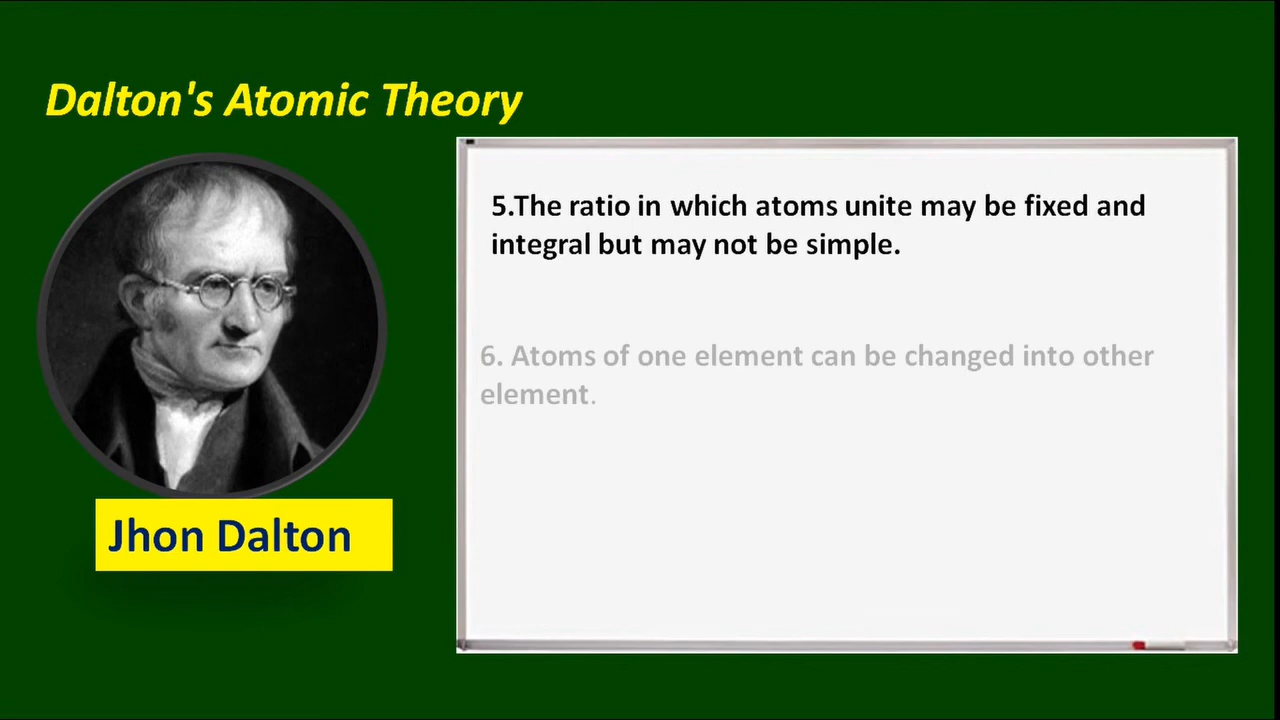 Dalton's Atomic Theory
5.The ratio in which atoms unite may be fixed and
integral but may not be simple.
6. Atoms of one element can be changed into other
element.
Jhon Dalton